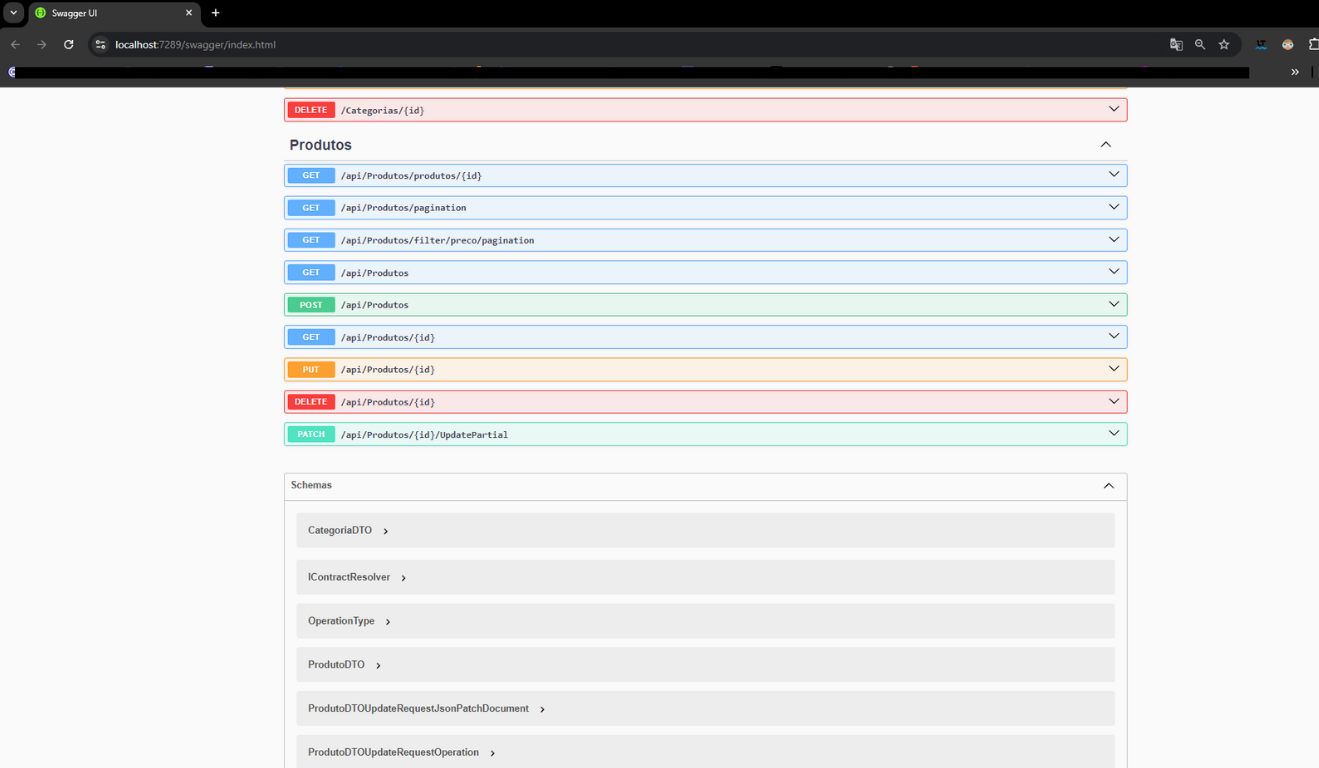 Swagger UI
localhost:7289/swagger/index.html
DELETE /Categorias/{id}
Produtos
GET /api/Produtos/produtos/{id}
GET /api/Produtos/pagination
GET /api/Produtos/filter/preco/pagination
GET /api/Produtos
POST /api/Produtos
GET /api/Produtos/{id}
PUT /api/Produtos/{id}
DELETE /api/Produtos/{id}
PATCH /api/Produtos/{id}/UpdatePartial
Schemas
CategoriaDTO
IContractResolver
OperationType
ProdutoDTO
ProdutoDTOUpdateRequestJsonPatchDocument
ProdutoDTOUpdateRequestOperation